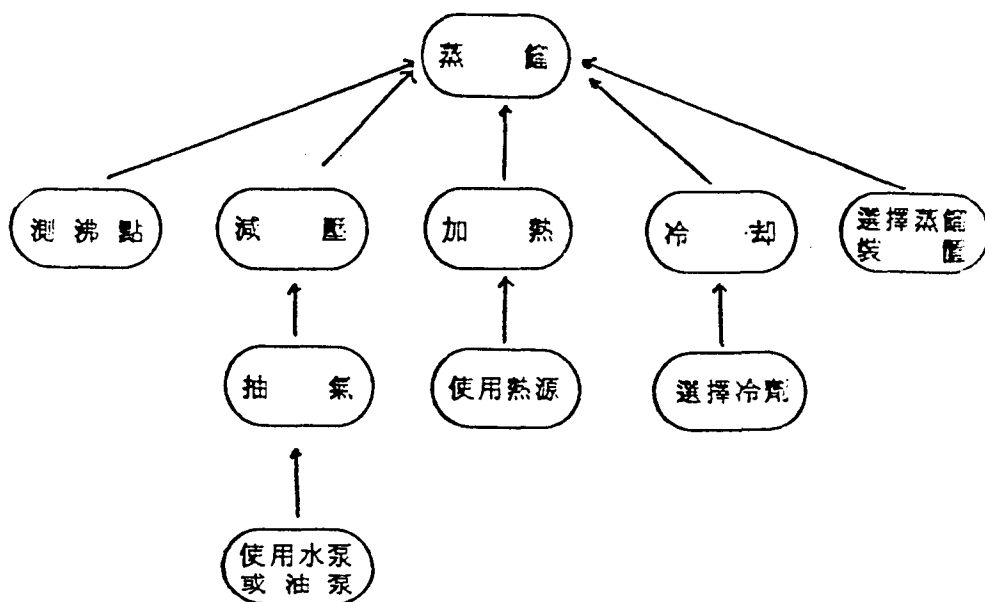 蒸 餾
測 沸 點
減 壓
加 熱
冷 却
選擇蒸餾
裝 置
抽 氣
使用熱源
選擇冷劑
使用水泵
或 油 泵